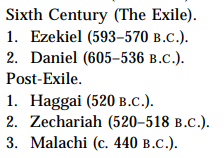 Sixth Century (The Exile).
1. Ezekiel (593–570 B.C.).
2. Daniel (605–536 B.C.).
Post-Exile.
1. Haggai (520 B.C.).
2. Zechariah (520–518 B.C.).
3. Malachi (c. 440 B.C.).